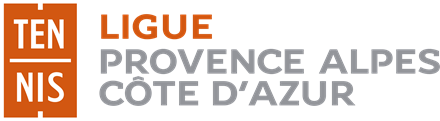 TEN
NIS
LIGUE
PROVENCE ALPES
CÔTE D'AZUR